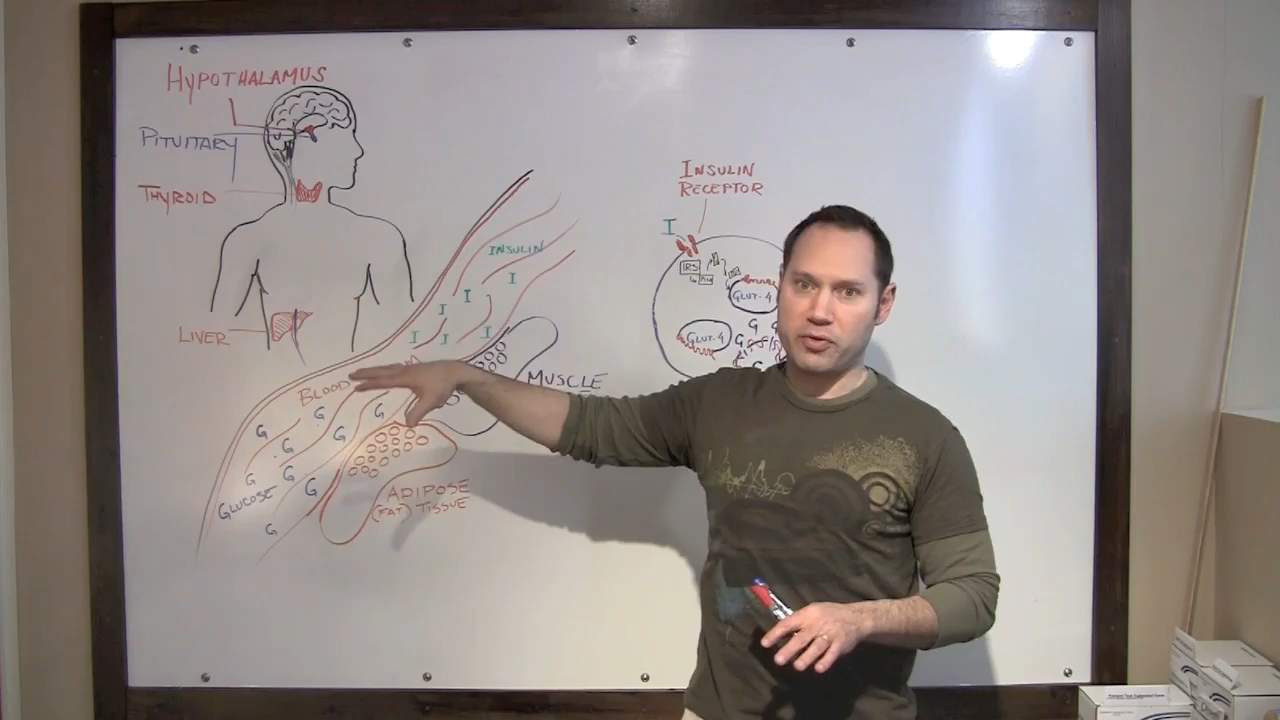 HYPOTHALAMUS
PITUITARY
THYROID
LIVER
INSULIN
I
I
I
I
I
I
BLOOD
G
G
G
G
G
G
G
G
G
GLUCOSE
MUSCLE
ADIPOSE
(FAT) TISSUE
INSULIN
RECEPTOR
I
IRS
GLUT-4
GLUT-4
G
G
G